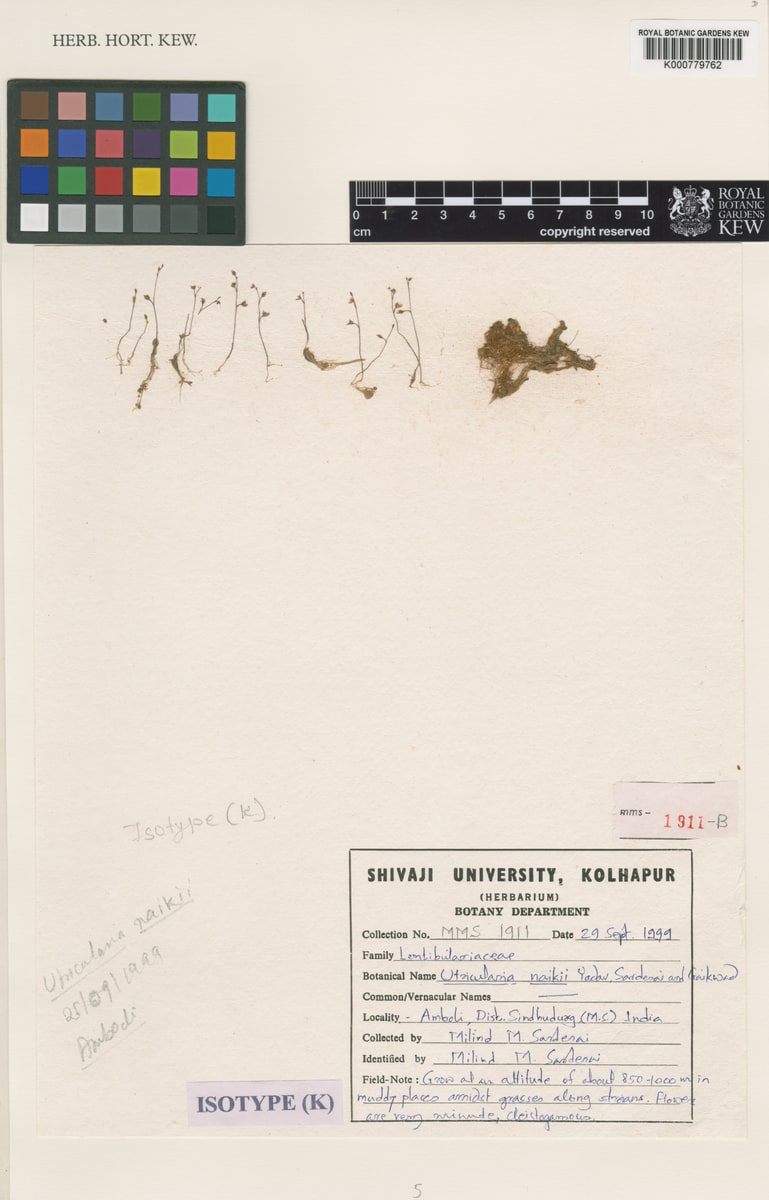 HERB. HORT. KEW.
ROYAL BOTANIC GARDENS KEW
K000779762
0 1 2 3 4 5 6 7 8 9 10
cm
copyright reserved
ROYAL
BOTANIC
GARDENS
KEW
Isotype (K).
mms -
1911-B
Utricularia naikii
25/09/1999
Amboli.
ISOTYPE (K)
SHIVAJI UNIVERSITY, KOLHAPUR
(HERBARIUM)
BOTANY DEPARTMENT
Collection No. MMS 1911 Date 29 Sept. 1999
Family Lentibulariaceae
Botanical Name Utricularia naikii Yadav, Sardesai and Gaikwad
Common/Vernacular Names —
Locality - Amboli, Dist. Sindhudurg (M.S.) India
Collected by Milind M. Sardesai
Identified by Milind M. Sardesai
Field-Note : Grow at an altitude of about 850-1000 m in
muddy places amidst grasses along streams. Flowers
are very minute, cleistogamous.
5